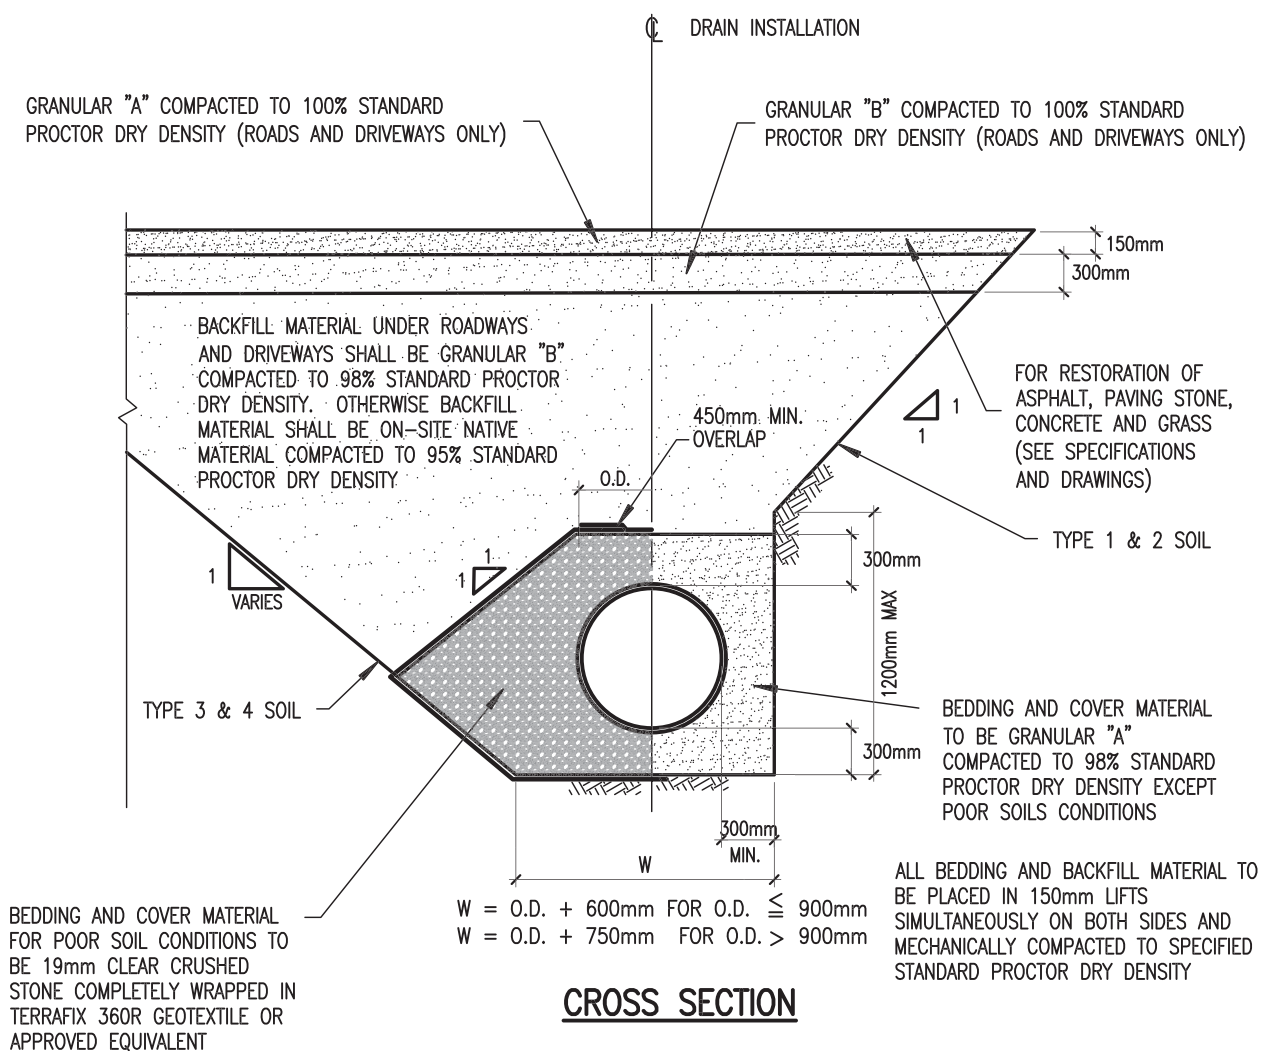 ℄ DRAIN INSTALLATION
GRANULAR "A" COMPACTED TO 100% STANDARD
PROCTOR DRY DENSITY (ROADS AND DRIVEWAYS ONLY)
GRANULAR "B" COMPACTED TO 100% STANDARD
PROCTOR DRY DENSITY (ROADS AND DRIVEWAYS ONLY)
150mm
300mm
BACKFILL MATERIAL UNDER ROADWAYS
AND DRIVEWAYS SHALL BE GRANULAR "B"
COMPACTED TO 98% STANDARD PROCTOR
DRY DENSITY. OTHERWISE BACKFILL
MATERIAL SHALL BE ON-SITE NATIVE
MATERIAL COMPACTED TO 95% STANDARD
PROCTOR DRY DENSITY
450mm MIN.
OVERLAP
O.D.
1
1
FOR RESTORATION OF
ASPHALT, PAVING STONE,
CONCRETE AND GRASS
(SEE SPECIFICATIONS
AND DRAWINGS)
TYPE 1 & 2 SOIL
1
VARIES
1
1
300mm
1200mm MAX
300mm
TYPE 3 & 4 SOIL
BEDDING AND COVER MATERIAL
TO BE GRANULAR "A"
COMPACTED TO 98% STANDARD
PROCTOR DRY DENSITY EXCEPT
POOR SOILS CONDITIONS
300mm
MIN.
W
W = O.D. + 600mm FOR O.D. ≦ 900mm
W = O.D. + 750mm FOR O.D. > 900mm
ALL BEDDING AND BACKFILL MATERIAL TO
BE PLACED IN 150mm LIFTS
SIMULTANEOUSLY ON BOTH SIDES AND
MECHANICALLY COMPACTED TO SPECIFIED
STANDARD PROCTOR DRY DENSITY
BEDDING AND COVER MATERIAL
FOR POOR SOIL CONDITIONS TO
BE 19mm CLEAR CRUSHED
STONE COMPLETELY WRAPPED IN
TERRAFIX 360R GEOTEXTILE OR
APPROVED EQUIVALENT
CROSS SECTION